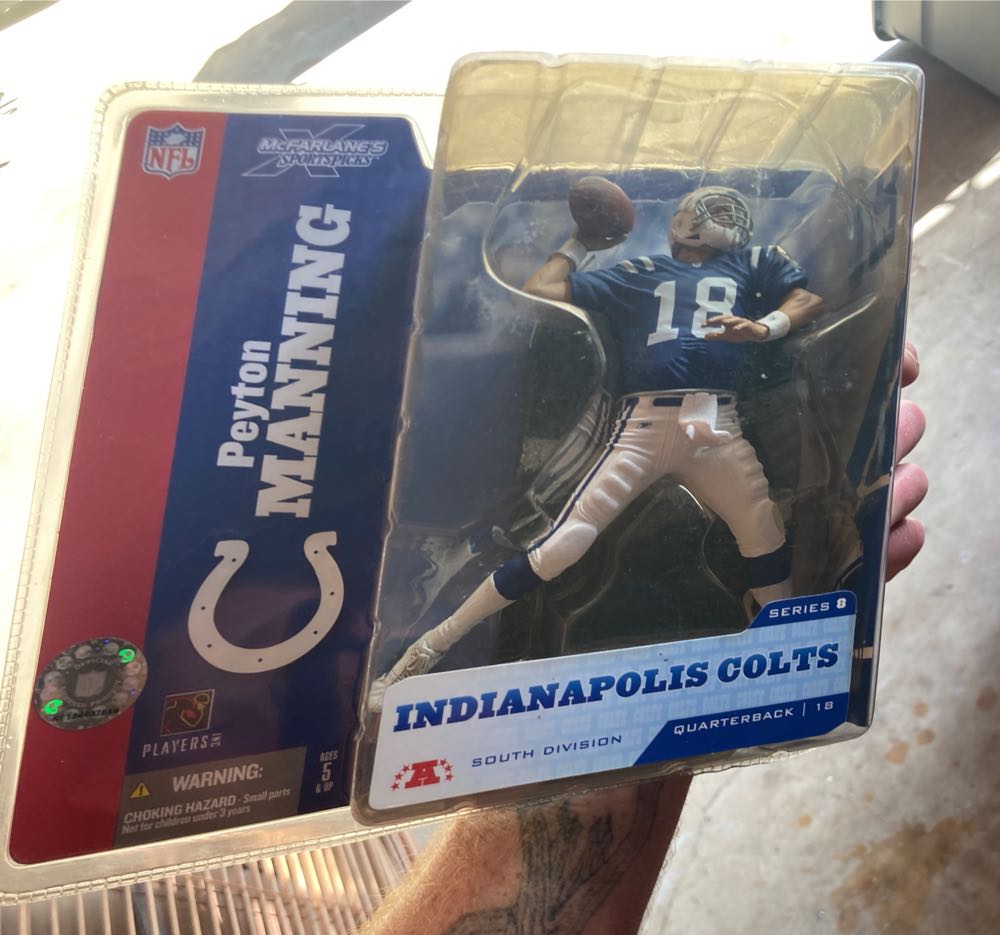 NFL
McFARLANE'S
SPORTSPICKS
Peyton
MANNING
18
SERIES 8
INDIANAPOLIS COLTS
SOUTH DIVISION
QUARTERBACK | 18
A
PLAYERS INC
WARNING:
CHOKING HAZARD - Small parts
Not for children under 3 years
AGES
5
& UP